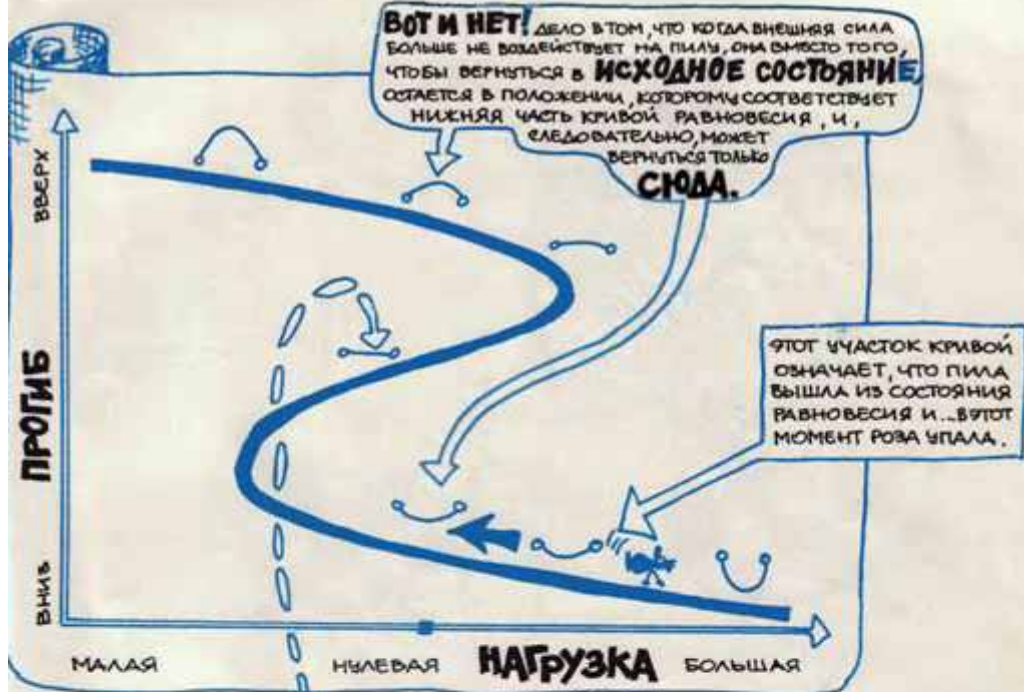 ВОТ И НЕТ! ДЕЛО В ТОМ, ЧТО КОГДА ВНЕШНЯЯ СИЛА
БОЛЬШЕ НЕ ВОЗДЕЙСТВУЕТ НА ПИЛУ, ОНА ВМЕСТО ТОГО,
ЧТОБЫ ВЕРНУТЬСЯ В ИСХОДНОЕ СОСТОЯНИЕ,
ОСТАЕТСЯ В ПОЛОЖЕНИИ, КОТОРОМУ СООТВЕТСТВУЕТ
НИЖНЯЯ ЧАСТЬ КРИВОЙ РАВНОВЕСИЯ, И,
СЛЕДОВАТЕЛЬНО, МОЖЕТ
ВЕРНУТЬСЯ ТОЛЬКО
СЮДА.
ВВЕРХ
ПРОГИБ
ВНИЗ
ЭТОТ УЧАСТОК КРИВОЙ
ОЗНАЧАЕТ, ЧТО ПИЛА
ВЫШЛА ИЗ СОСТОЯНИЯ
РАВНОВЕСИЯ И... В ЭТОТ
МОМЕНТ РОЗА УПАЛА.
МАЛАЯ НУЛЕВАЯ НАГРУЗКА БОЛЬШАЯ